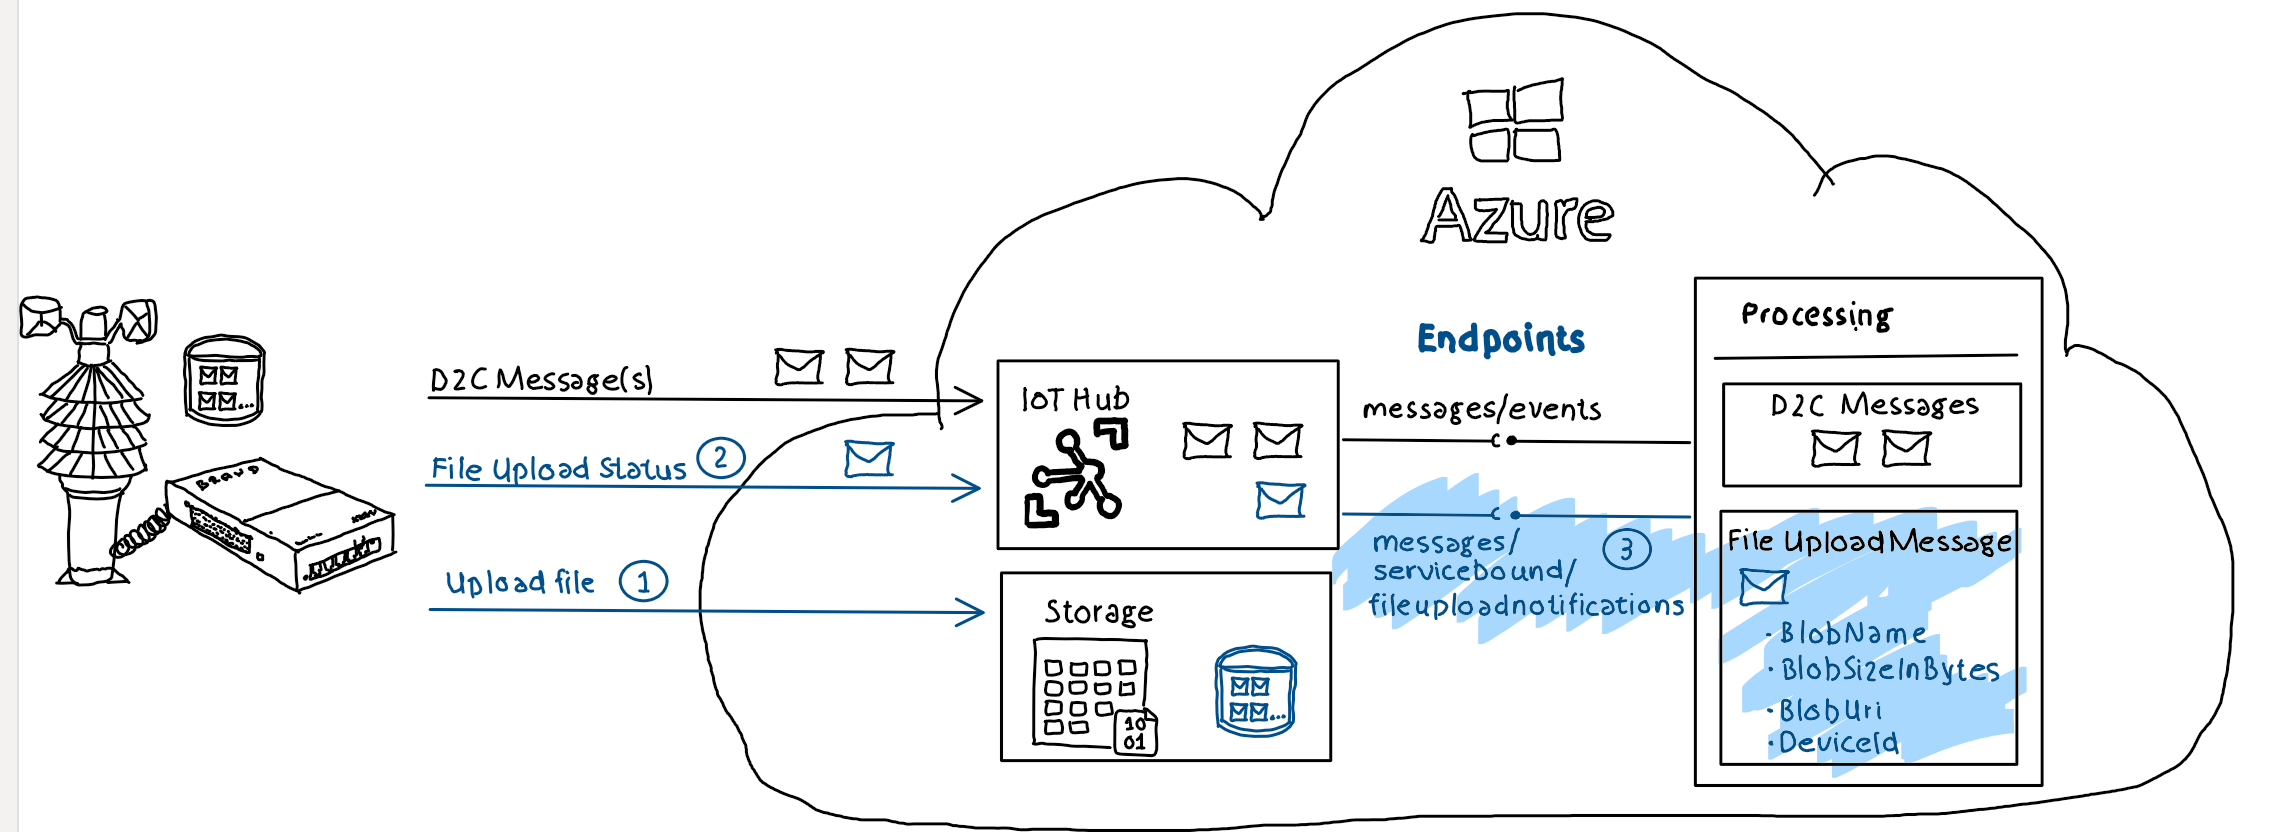 Azure
Processing
Endpoints
D2C Message(s)
IoT Hub
messages/events
D2C Messages
File Upload Status 2
messages/ 3
servicebound/
fileuploadnotifications
File Upload Message
Upload file 1
Storage
10
01
• BlobName
• BlobSizeInBytes
• BlobUri
• DeviceId